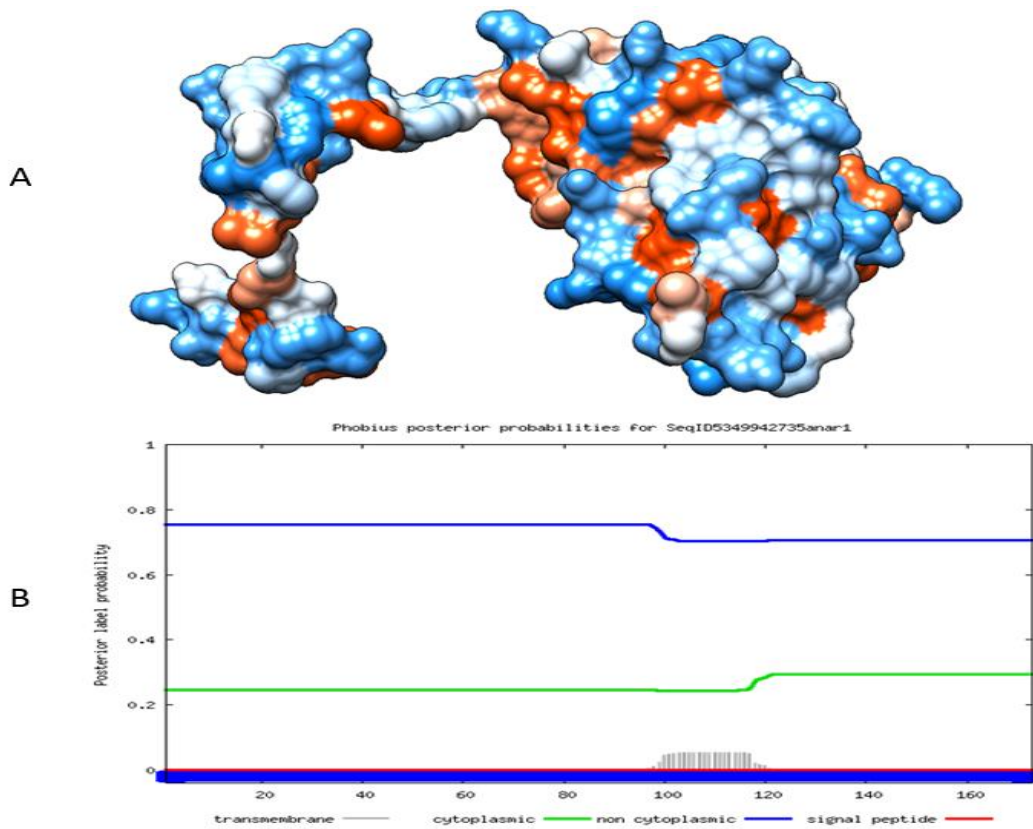 A
Phobius posterior probabilities for SeqID5349942735anar1
Posterior label probability
1
0.8
0.6
B
0.4
0.2
0
20 40 60 80 100 120 140 160
transmembrane cytoplasmic non cytoplasmic signal peptide